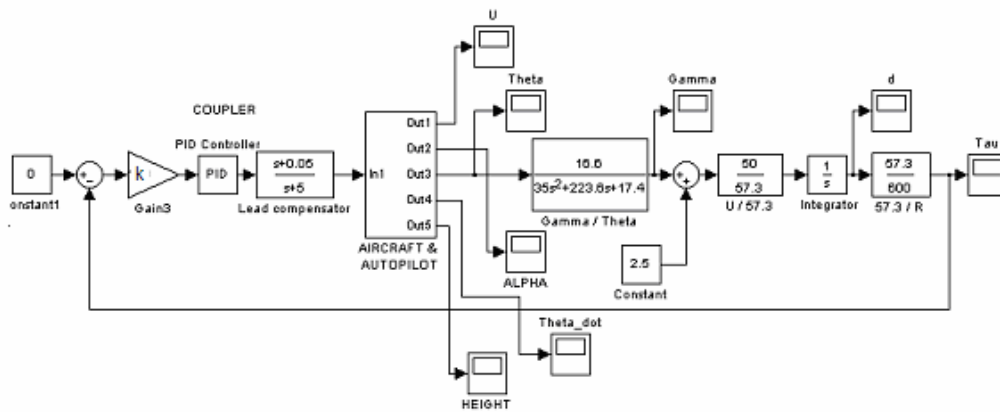 U
Theta
Gamma
d
Tau
COUPLER
PID Controller
0
onstant1
k
Gain3
PID
s+0.05
s+5
Lead compensator
In1
Out1
Out2
Out3
Out4
Out5
AIRCRAFT &
AUTOPILOT
16.6
35s²+223.6s+17.4
Gamma / Theta
50
57.3
U / 57.3
1
s
Integrator
57.3
600
57.3 / R
2.5
Constant
ALPHA
Theta_dot
HEIGHT